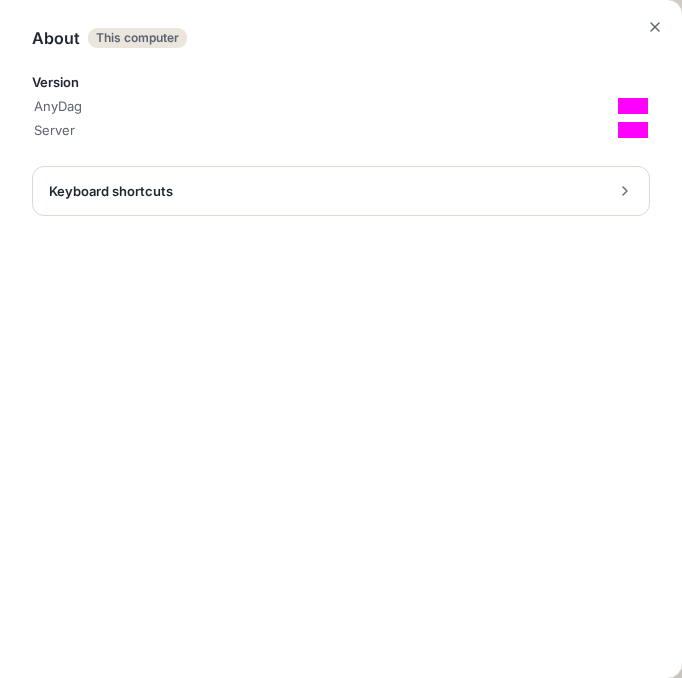 About This computer
Version
AnyDag
Server
Keyboard shortcuts